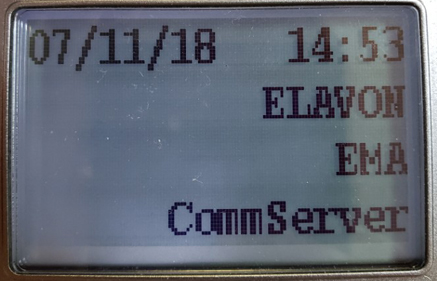 07/11/18 14:53
ELAVON
EMA
CommServer